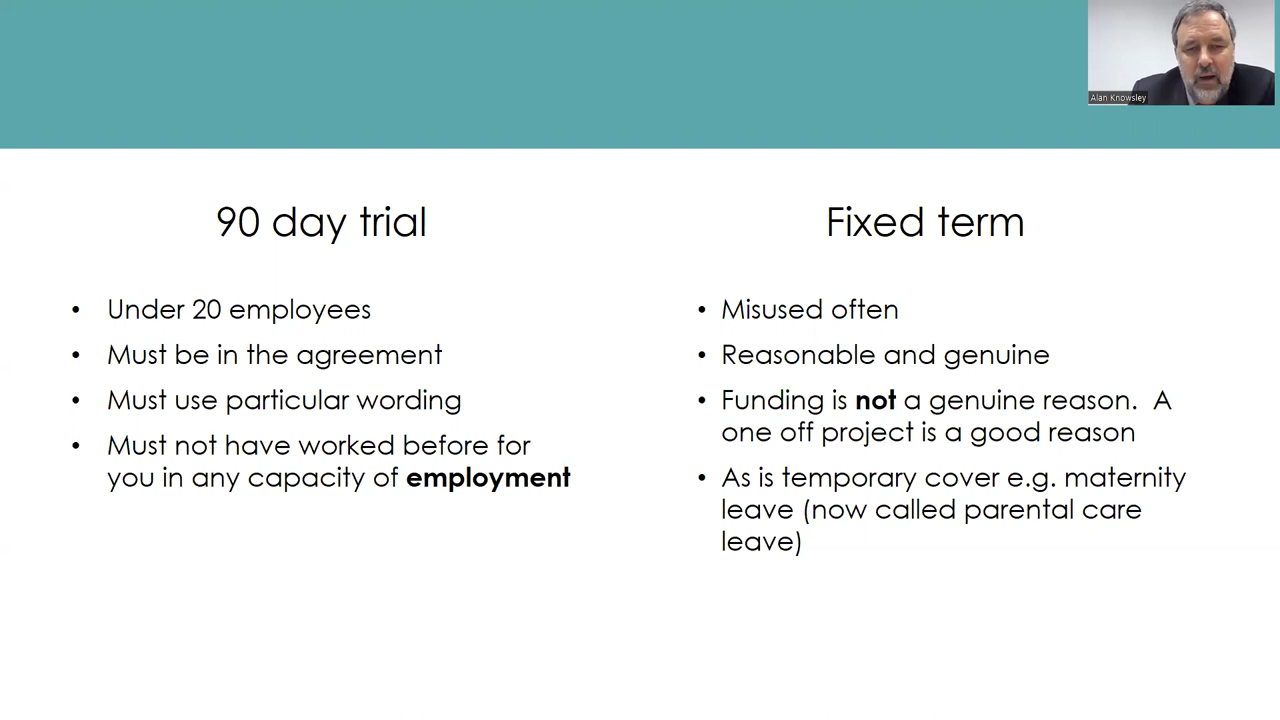 Alan Knowsley
90 day trial
• Under 20 employees
• Must be in the agreement
• Must use particular wording
• Must not have worked before for
you in any capacity of employment
Fixed term
• Misused often
• Reasonable and genuine
• Funding is not a genuine reason.  A
one off project is a good reason
• As is temporary cover e.g. maternity
leave (now called parental care
leave)